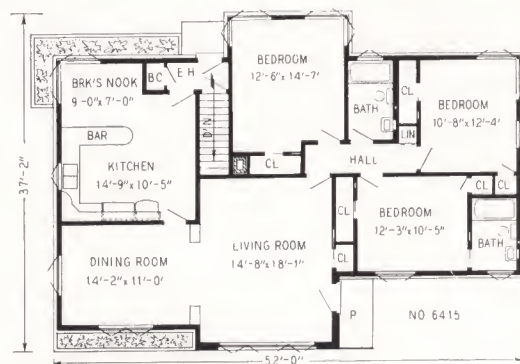 BRK'S NOOK
9'-0"x 7'-0"
BC
E H
D'N
BEDROOM
12'-6"x 14'-7"
BATH
CL
LIN
BEDROOM
10'-8"x 12'-4"
BAR
KITCHEN
14'-9"x 10'-5"
CL
HALL
CL
BEDROOM
12'-3"x 10'-5"
CL
CL
BATH
DINING ROOM
14'-2"x 11'-0"
LIVING ROOM
14'-8"x 18'-1"
CL
P
NO 6415
37'-2"
52'-0"